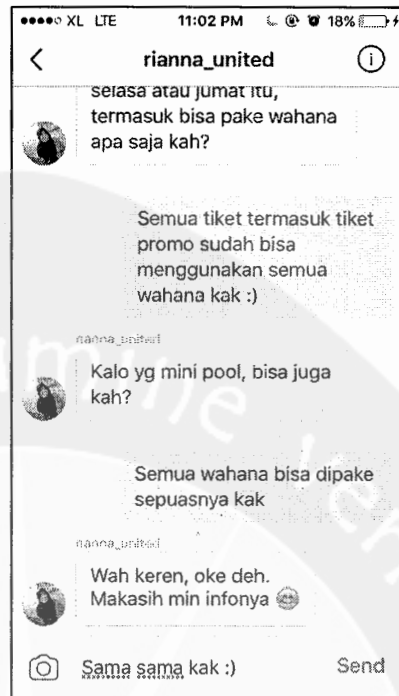 XL LTE 11:02 PM 18%
rianna_united
selasa atau jumat itu,
termasuk bisa pake wahana
apa saja kah?
Semua tiket termasuk tiket
promo sudah bisa
menggunakan semua
wahana kak :)
rianna_united
Kalo yg mini pool, bisa juga
kah?
Semua wahana bisa dipake
sepuasnya kak
rianna_united
Wah keren, oke deh.
Makasih min infonya 😁
Sama sama kak :) Send